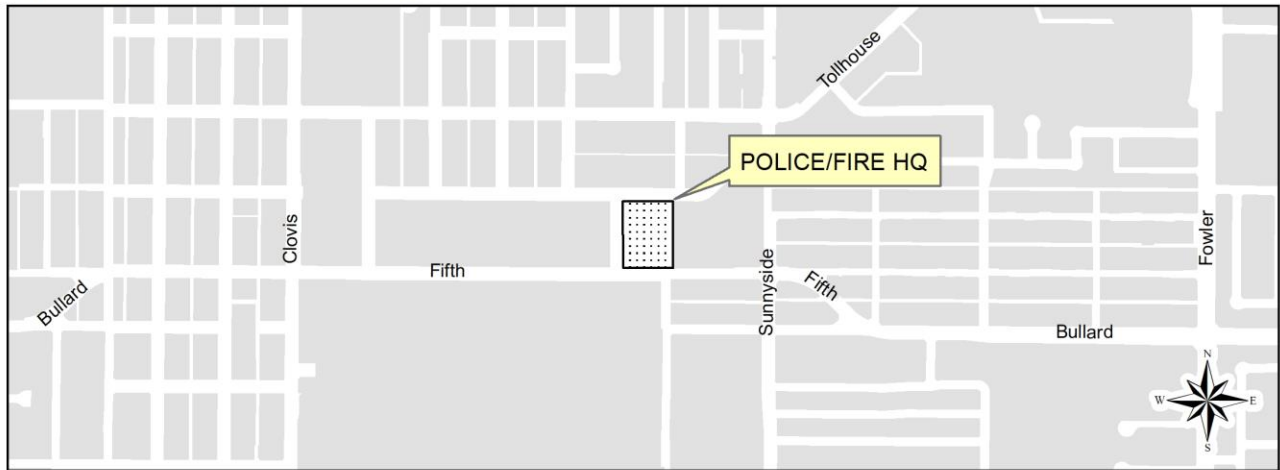 Tollhouse
POLICE/FIRE HQ
Clovis
Fowler
Sunnyside
Fifth
Fifth
Bullard
Bullard
N
W
E
S